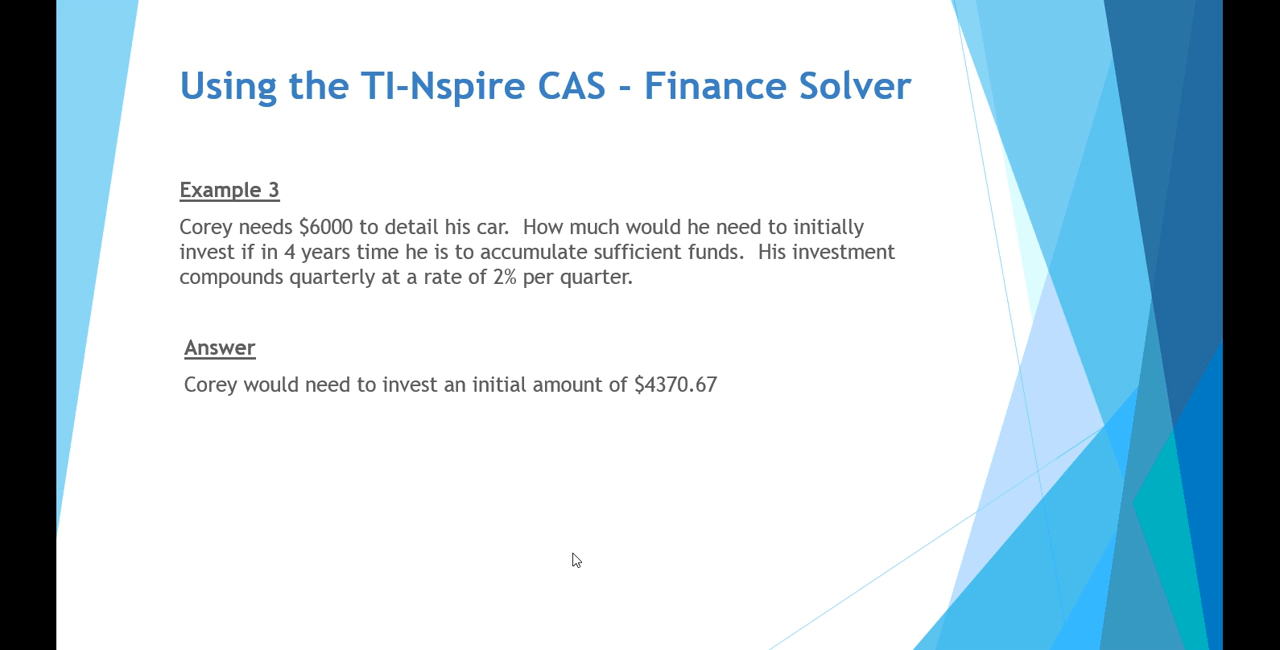 Using the TI-Nspire CAS - Finance Solver
Example 3
Corey needs $6000 to detail his car.  How much would he need to initially
invest if in 4 years time he is to accumulate sufficient funds.  His investment
compounds quarterly at a rate of 2% per quarter.
Answer
Corey would need to invest an initial amount of $4370.67